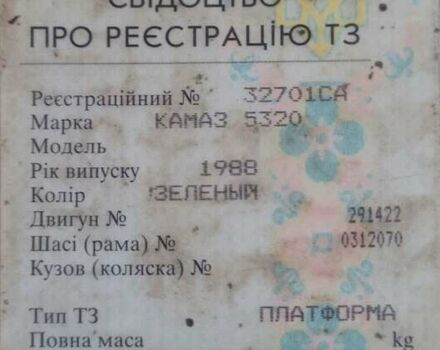 СВІДОЦТВО
ПРО РЕЄСТРАЦІЮ ТЗ
Реєстраційний № 32701СА
Марка КАМАЗ 5320
Модель
Рік випуску 1988
Колір ЗЕЛЕНЫЙ
Двигун № 291422
Шасі (рама) № 0312070
Кузов (коляска) №
Тип ТЗ ПЛАТФОРМА
Повна маса kg